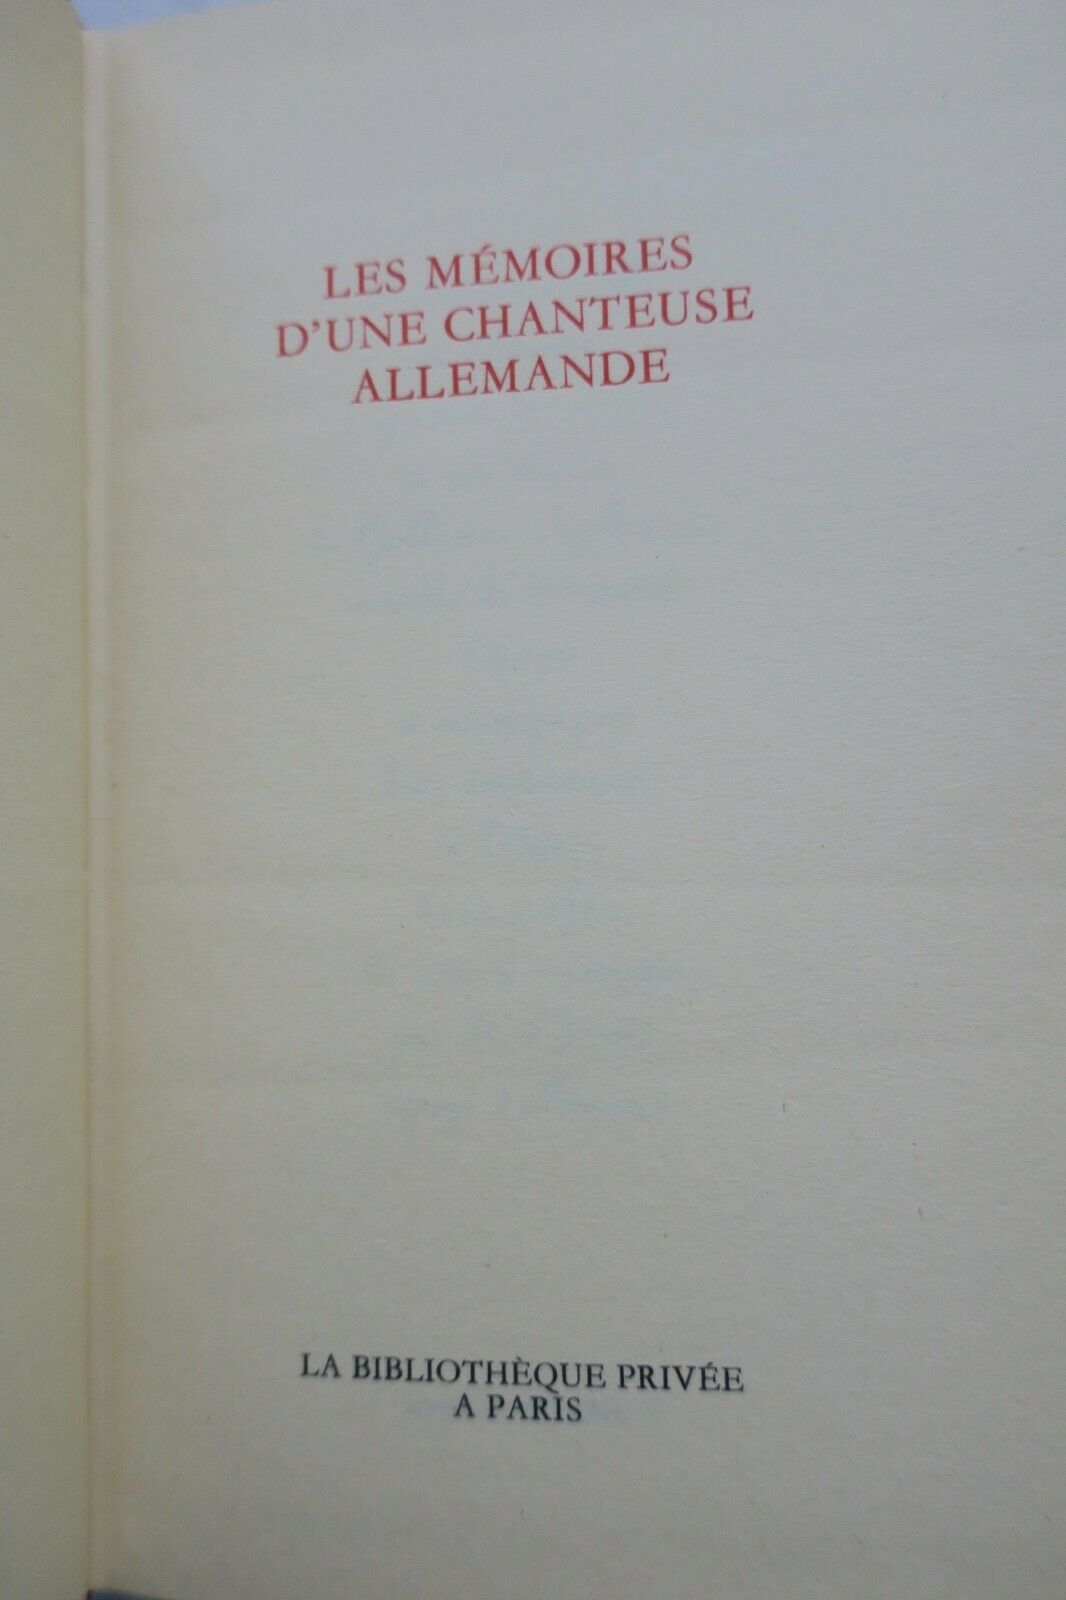 LES MÉMOIRES
D'UNE CHANTEUSE
ALLEMANDE
LA BIBLIOTHÈQUE PRIVÉE
A PARIS